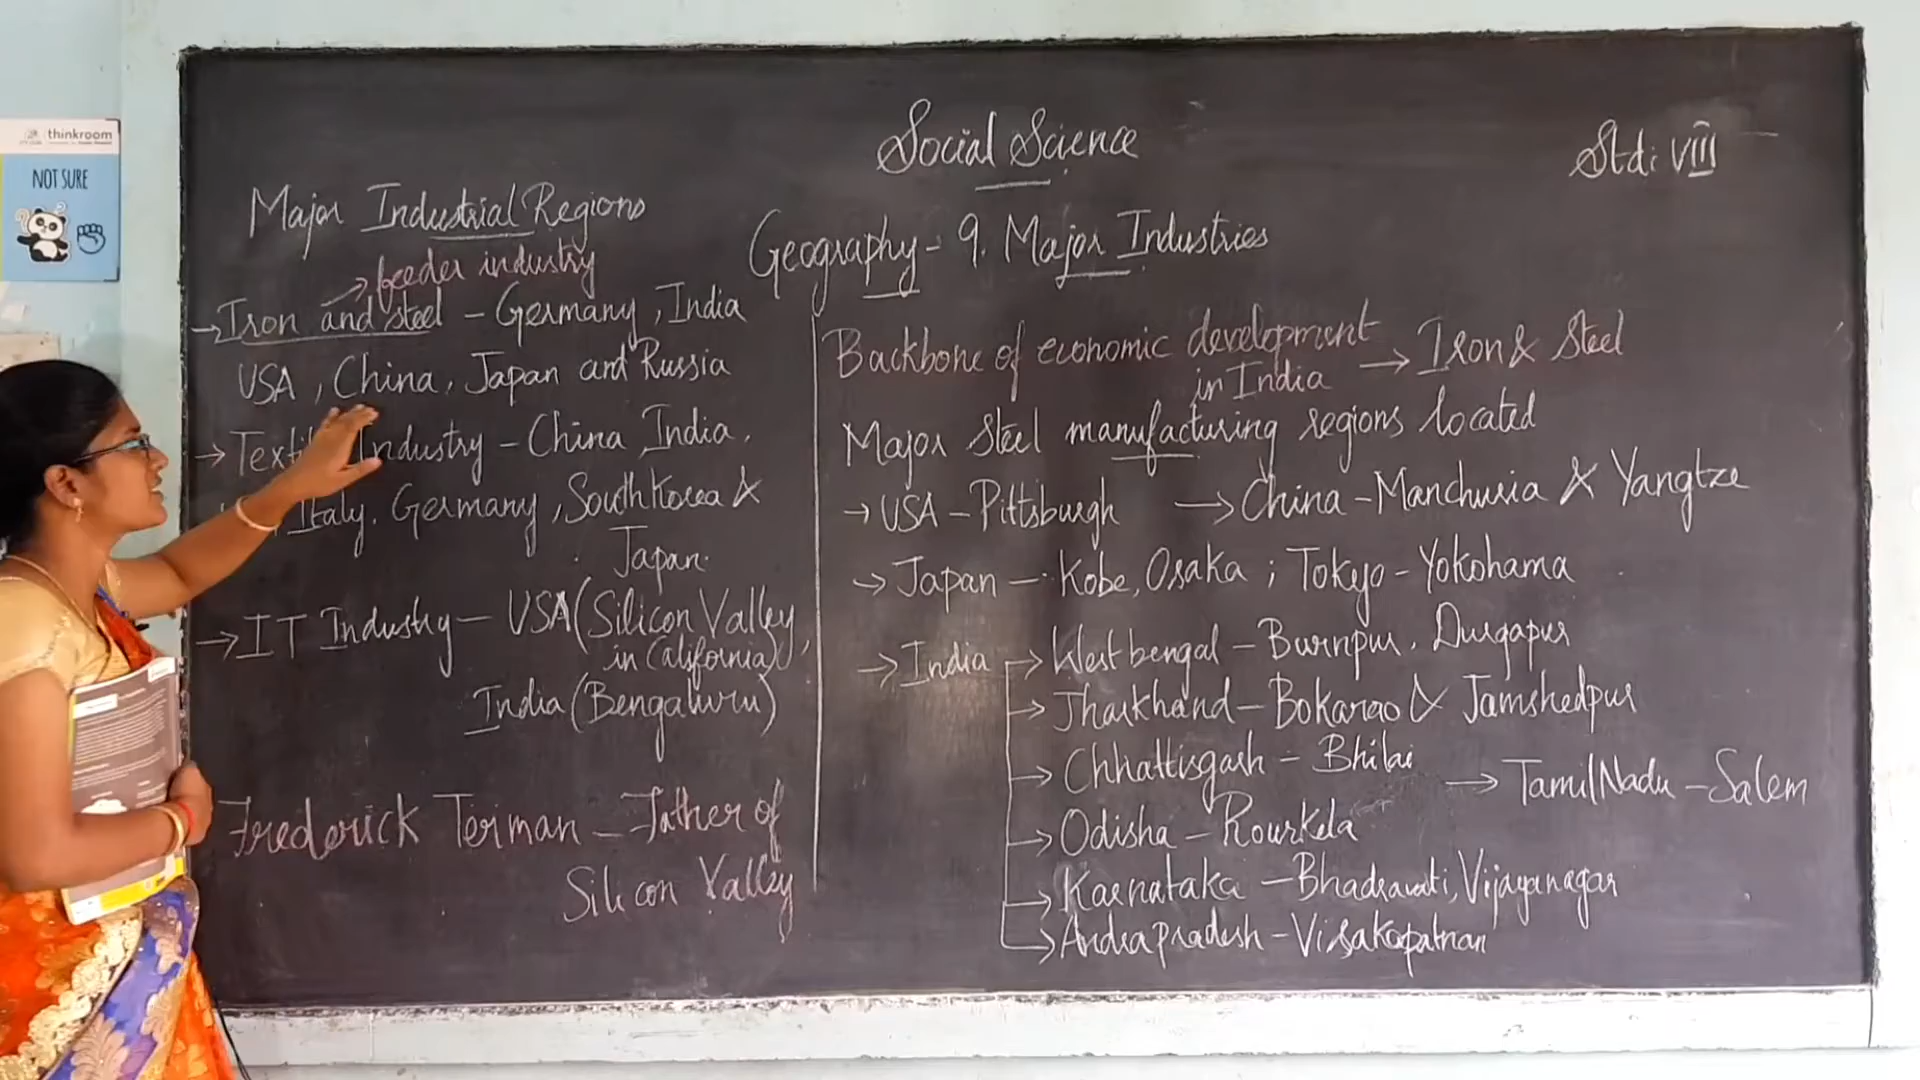 thinkroom
NOT SURE
Social Science
Std: VIII
Geography - 9. Major Industries
Major Industrial Regions
→ feeder industry
→ Iron and steel - Germany, India
USA, China, Japan and Russia
→ Textile Industry - China, India,
Italy, Germany, South Korea &
Japan.
→ IT Industry - USA (Silicon Valley
in California),
India (Bengaluru)
Frederick Terman - Father of
Silicon Valley
Backbone of economic development
in India → Iron & Steel
Major Steel manufacturing regions located
→ USA - Pittsburgh → China - Manchuria & Yangtze
→ Japan - Kobe, Osaka ; Tokyo - Yokohama
→ India → West bengal - Burnpur, Durgapur
→ Jharkhand - Bokarao & Jamshedpur
→ Chhattisgarh - Bhilai → TamilNadu - Salem
→ Odisha - Rourkela
→ Karnataka - Bhadravati, Vijayanagar
→ Andrapradesh - Visakapatnan